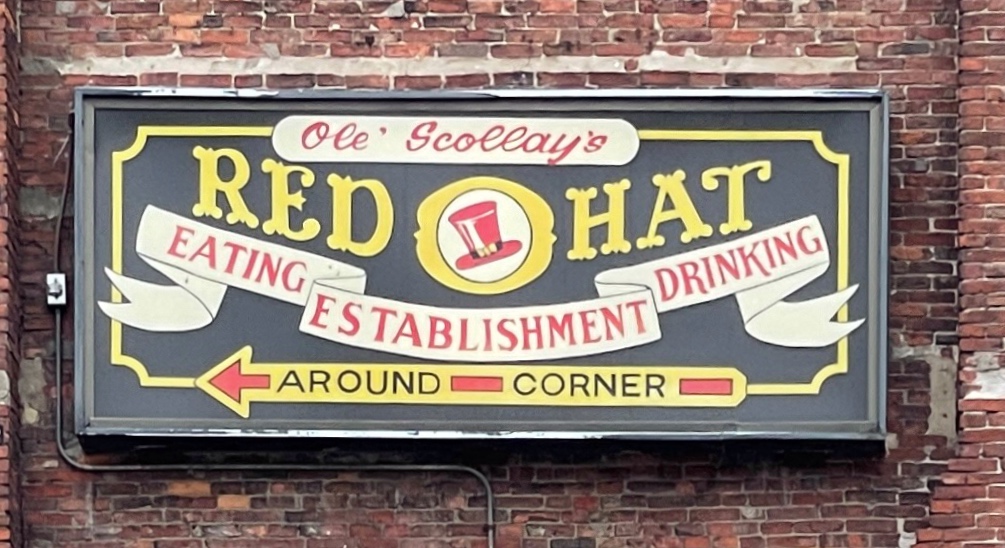 Ole' Scollay's
RED HAT
EATING ESTABLISHMENT DRINKING
AROUND CORNER